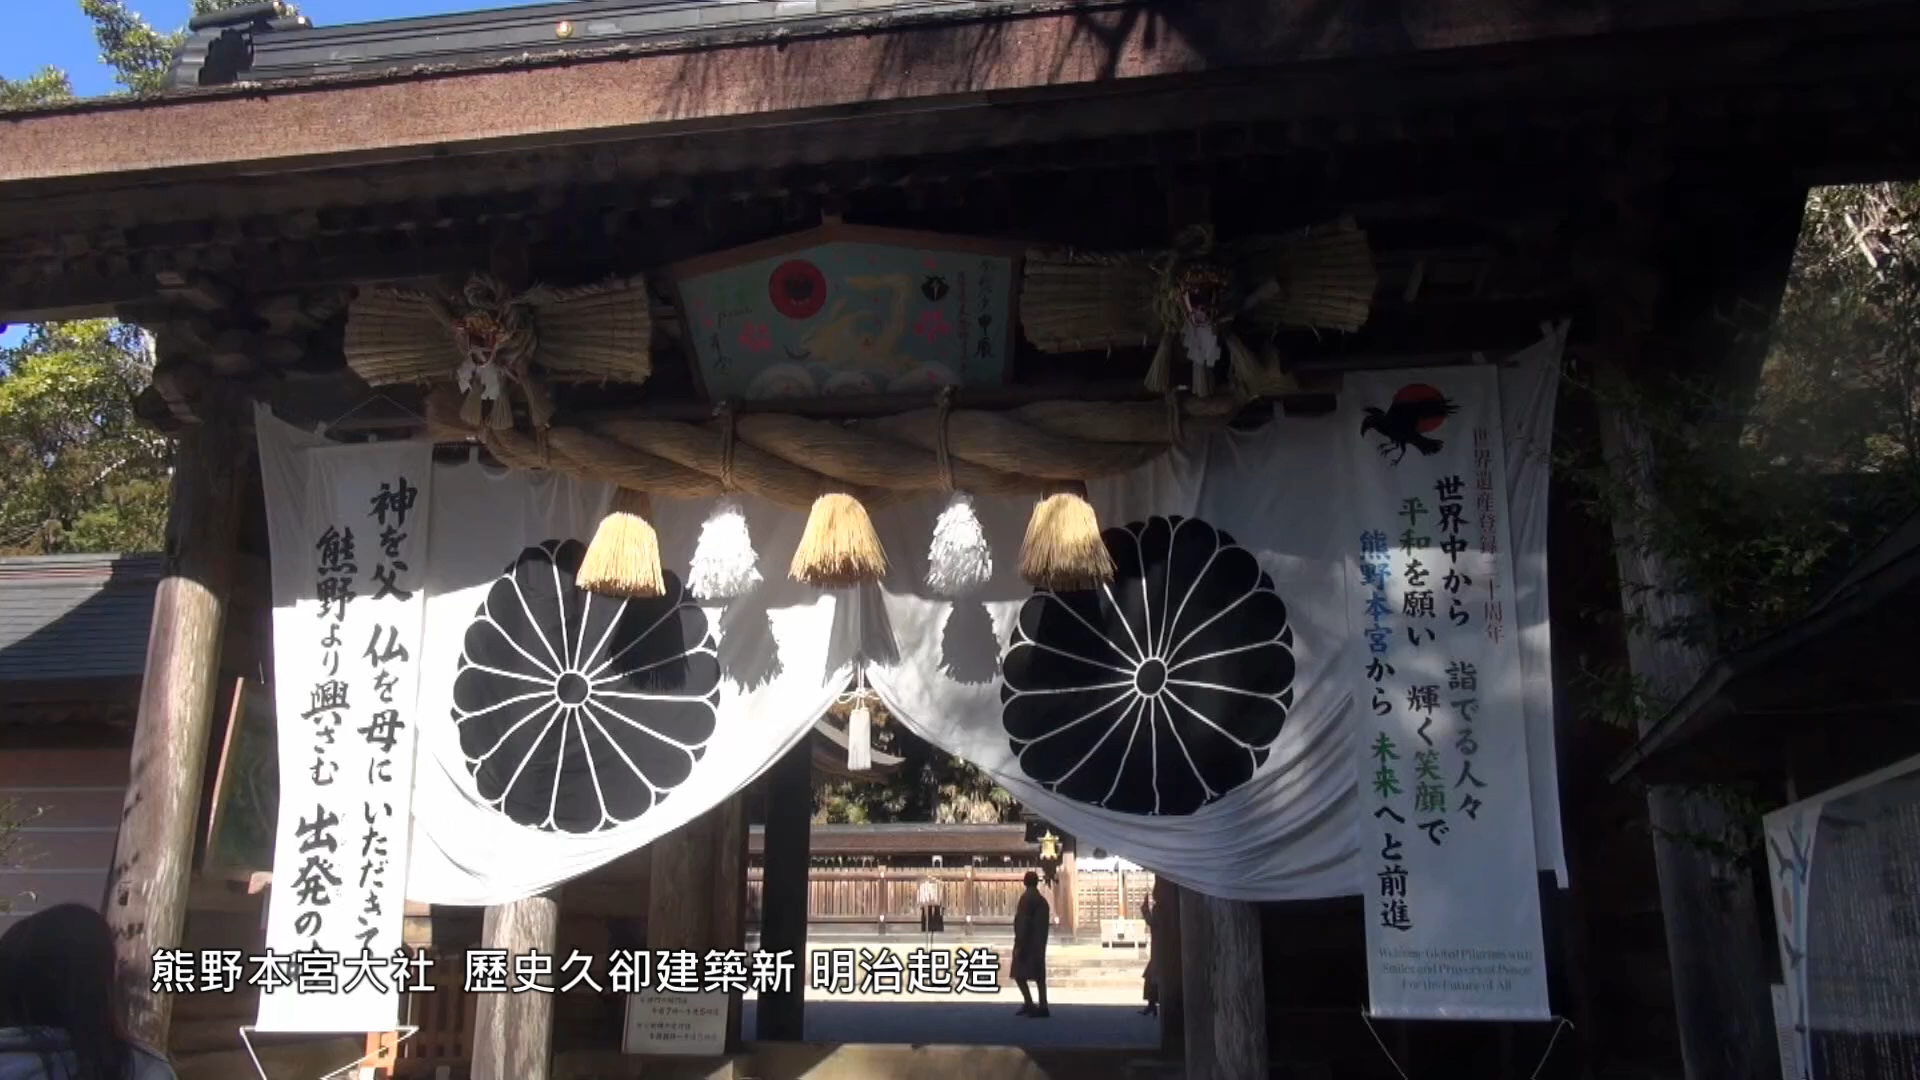 神を父 仏を母に いただきて
熊野より興さむ 出発の
世界遺産登録二十周年
世界中から 詣でる人々
平和を願い 輝く笑顔で
熊野本宮から 未来へと前進
Welcome Global Pilgrims with
Smiles and Prayers of Peace
For the Future of All
熊野本宮大社 歷史久卻建築新 明治起造